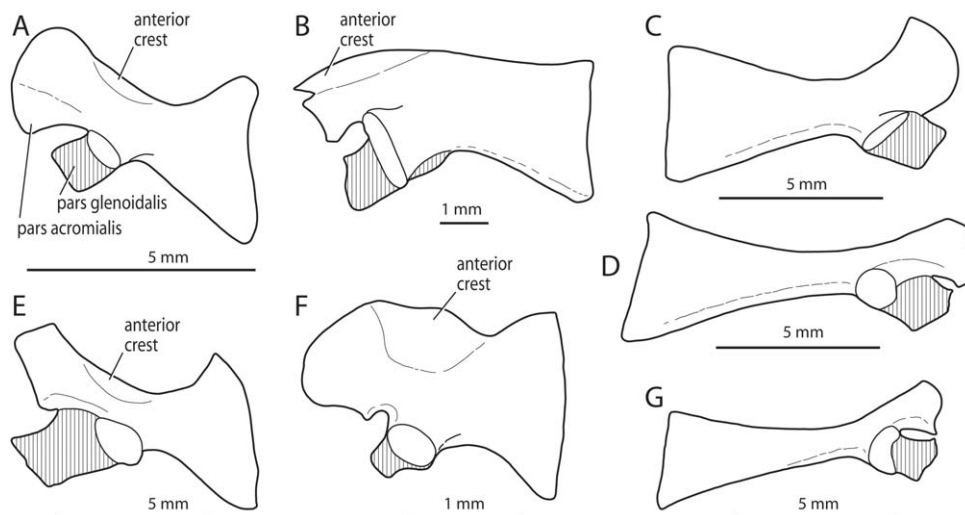 A
anterior
crest
pars glenoidalis
pars acromialis
5 mm
B
anterior
crest
1 mm
C
5 mm
D
5 mm
E
anterior
crest
5 mm
F
anterior
crest
1 mm
G
5 mm